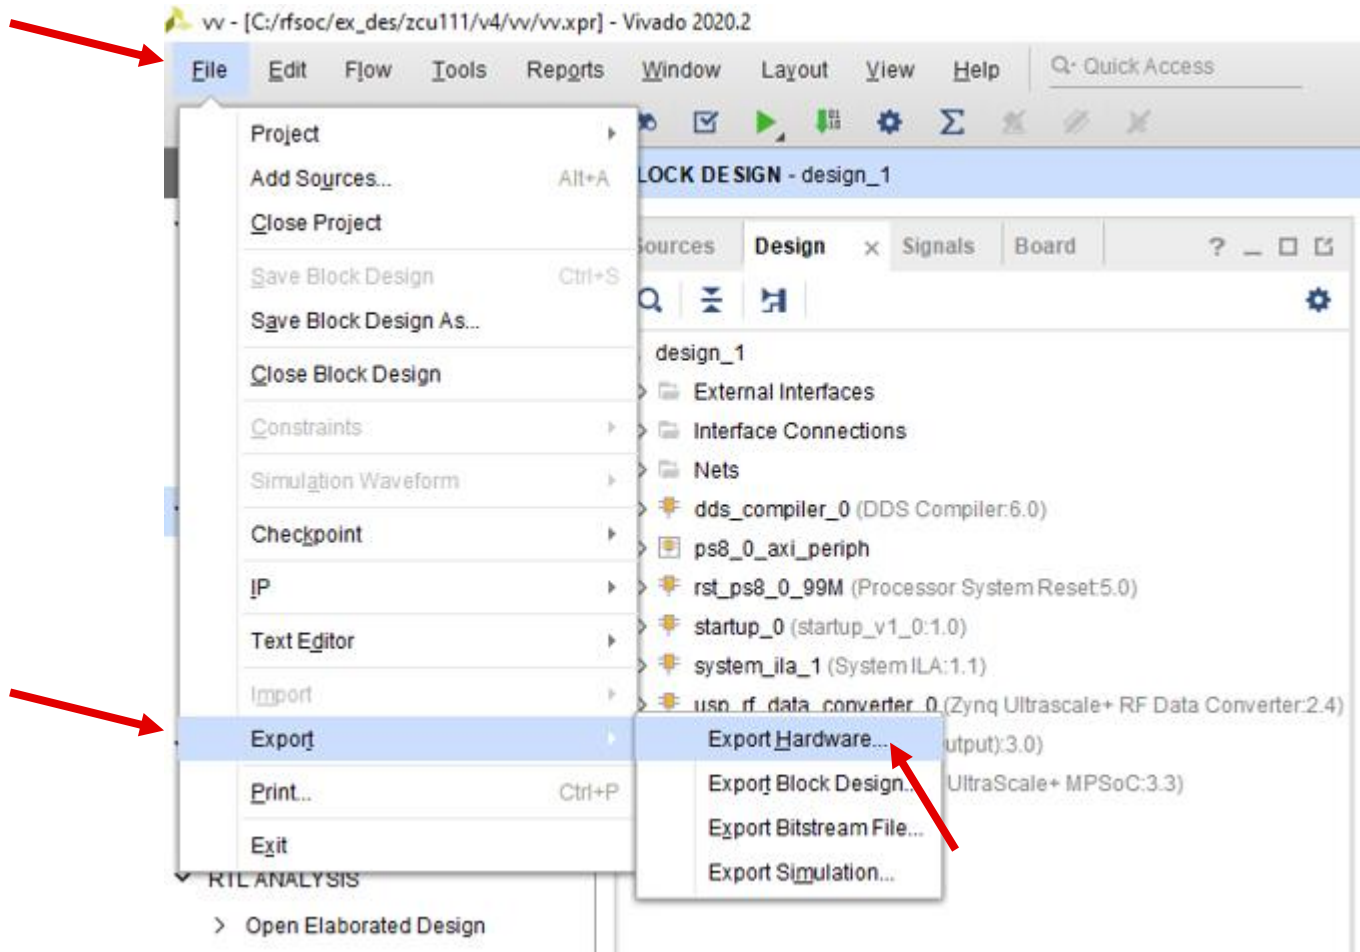 vv - [C:/rfsoc/ex_des/zcu111/v4/vv/vv.xpr] - Vivado 2020.2
File Edit Flow Tools Reports Window Layout View Help Quick Access
Project
Add Sources... Alt+A
Close Project
Save Block Design Ctrl+S
Save Block Design As...
Close Block Design
Constraints
Simulation Waveform
Checkpoint
IP
Text Editor
Import
Export
Print... Ctrl+P
Exit
RTL ANALYSIS
Open Elaborated Design
LOCK DESIGN - design_1
ources Design Signals Board
design_1
External Interfaces
Interface Connections
Nets
dds_compiler_0 (DDS Compiler:6.0)
ps8_0_axi_periph
rst_ps8_0_99M (Processor System Reset:5.0)
startup_0 (startup_v1_0:1.0)
system_ila_1 (System ILA:1.1)
usp_rf_data_converter_0 (Zynq Ultrascale+ RF Data Converter:2.4)
Export Hardware... utput):3.0)
Export Block Design... UltraScale+ MPSoC:3.3)
Export Bitstream File...
Export Simulation...